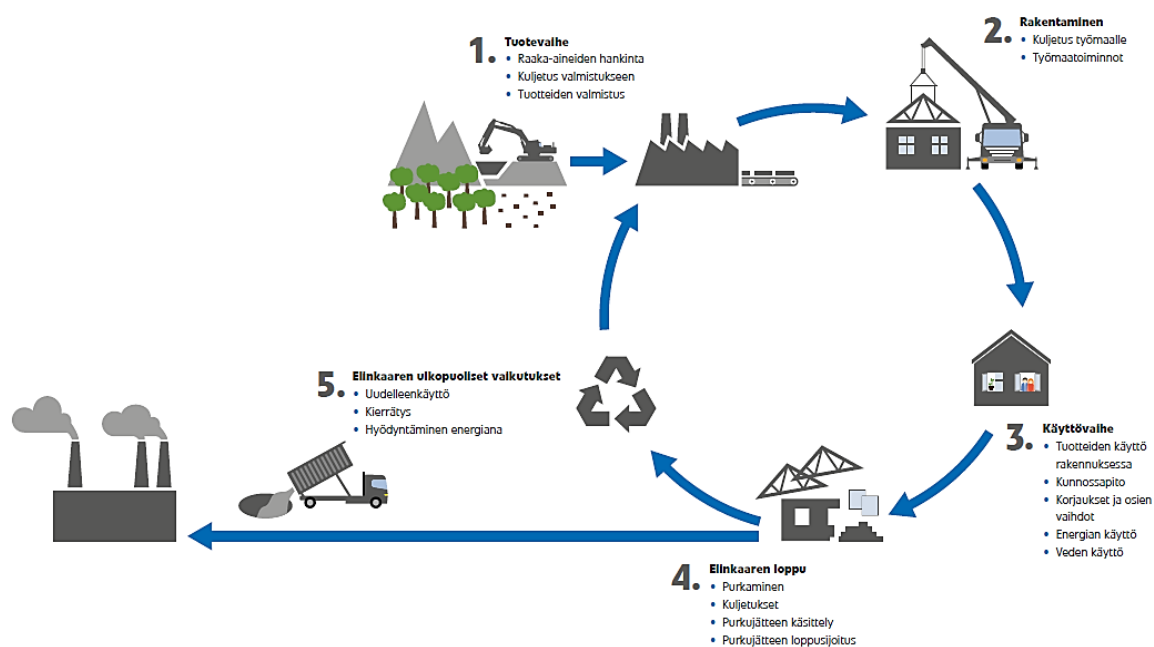 1. Tuotevaihe
• Raaka-aineiden hankinta
• Kuljetus valmistukseen
• Tuotteiden valmistus
2. Rakentaminen
• Kuljetus työmaalle
• Työmaatoiminnot
3. Käyttövaihe
• Tuotteiden käyttö
rakennuksessa
• Kunnossapito
• Korjaukset ja osien
vaihdot
• Energian käyttö
• Veden käyttö
4. Elinkaaren loppu
• Purkaminen
• Kuljetukset
• Purkujätteen käsittely
• Purkujätteen loppusijoitus
5. Elinkaaren ulkopuoliset vaikutukset
• Uudelleenkäyttö
• Kierrätys
• Hyödyntäminen energiana